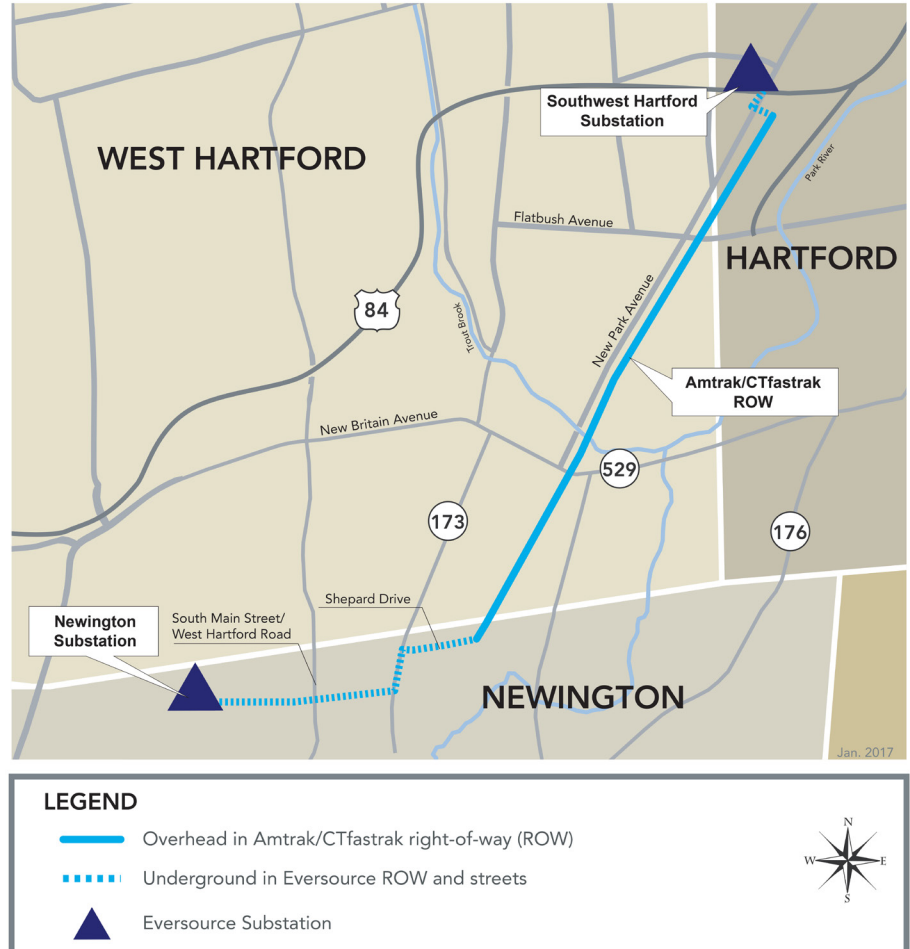 Southwest Hartford
Substation
WEST HARTFORD
Park River
Flatbush Avenue
HARTFORD
84
Trout Brook
New Park Avenue
Amtrak/CTfastrak
ROW
New Britain Avenue
529
173
176
Shepard Drive
Newington
Substation
South Main Street/
West Hartford Road
NEWINGTON
Jan. 2017
LEGEND
Overhead in Amtrak/CTfastrak right-of-way (ROW)
Underground in Eversource ROW and streets
Eversource Substation
N
W
E
S